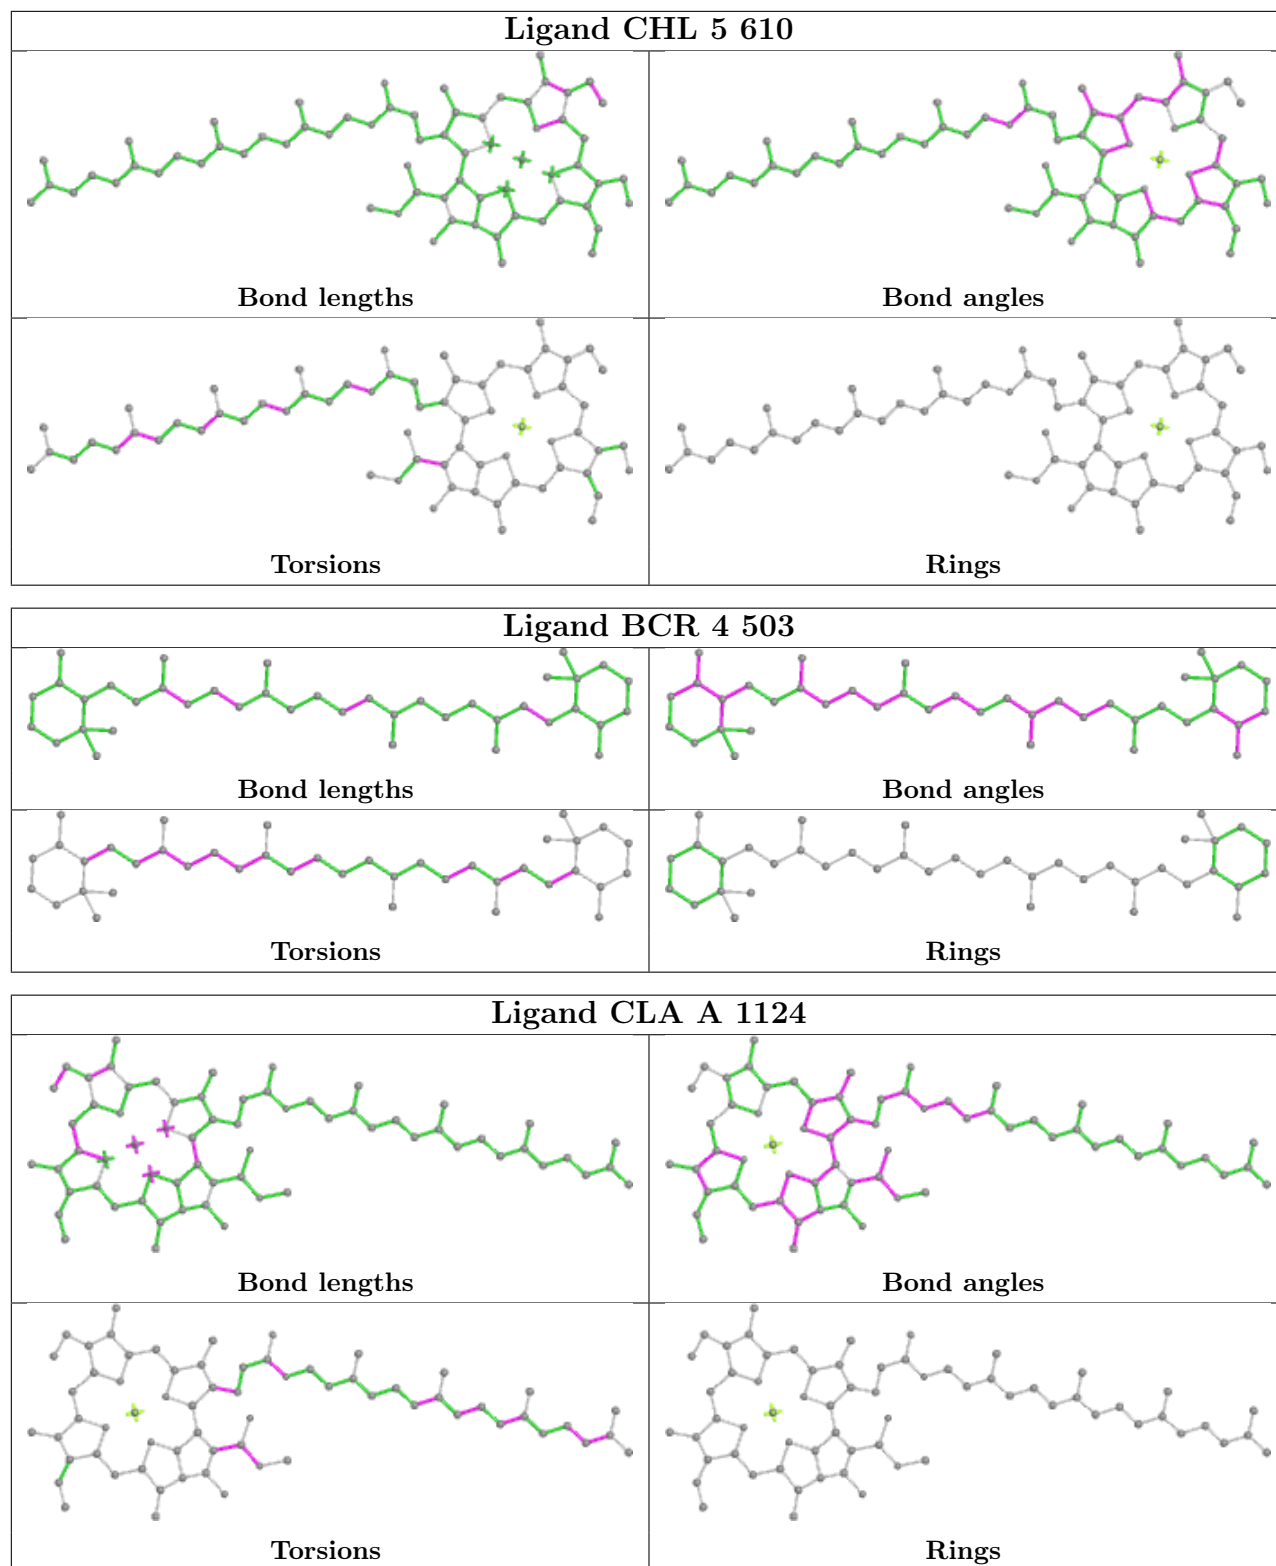 Ligand CHL 5 610
Bond lengths
Bond angles
Torsions
Rings
Ligand BCR 4 503
Bond lengths
Bond angles
Torsions
Rings
Ligand CLA A 1124
Bond lengths
Bond angles
Torsions
Rings